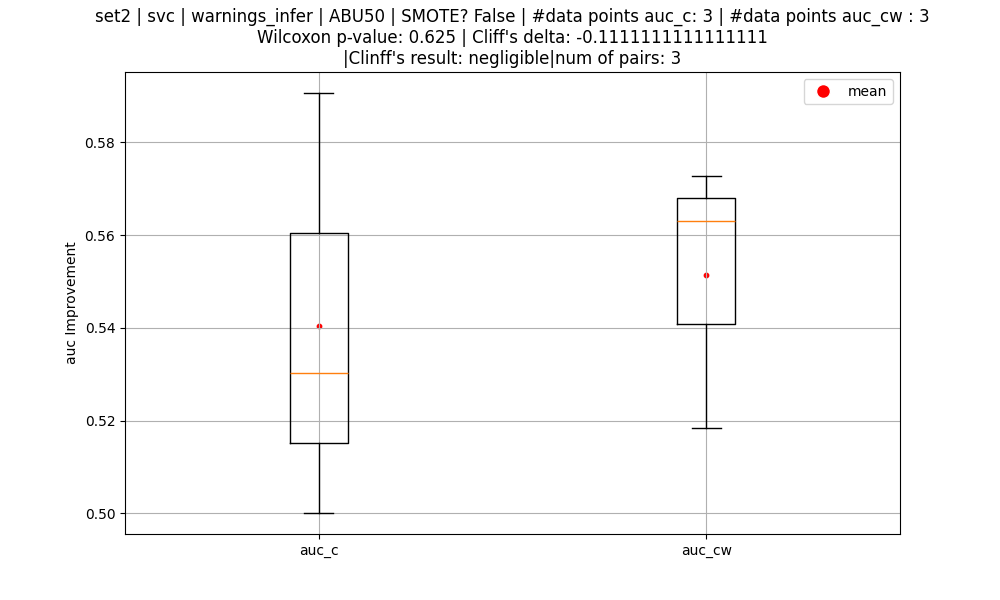 set2 | svc | warnings_infer | ABU50 | SMOTE? False | #data points auc_c: 3 | #data points auc_cw : 3
Wilcoxon p-value: 0.625 | Cliff's delta: -0.1111111111111111
|Clinff's result: negligible|num of pairs: 3
mean
auc Improvement
0.58
0.56
0.54
0.52
0.50
auc_c
auc_cw